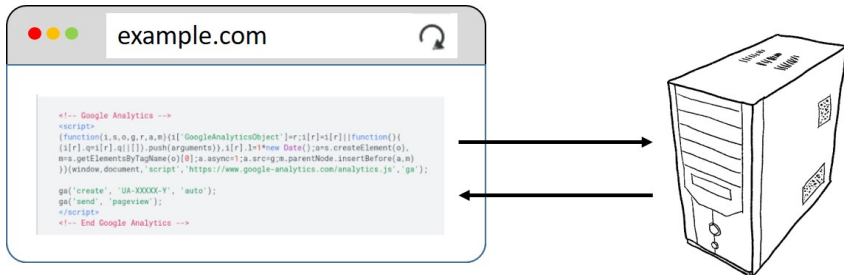 example.com
<!-- Google Analytics -->
<script>
(function(i,s,o,g,r,a,m){i['GoogleAnalyticsObject']=r;i[r]=i[r]||function(){
(i[r].q=i[r].q||[]).push(arguments)},i[r].l=1*new Date();a=s.createElement(o),
m=s.getElementsByTagName(o)[0];a.async=1;a.src=g;m.parentNode.insertBefore(a,m)
})(window,document,'script','https://www.google-analytics.com/analytics.js','ga');
ga('create', 'UA-XXXXX-Y', 'auto');
ga('send', 'pageview');
</script>
<!-- End Google Analytics -->